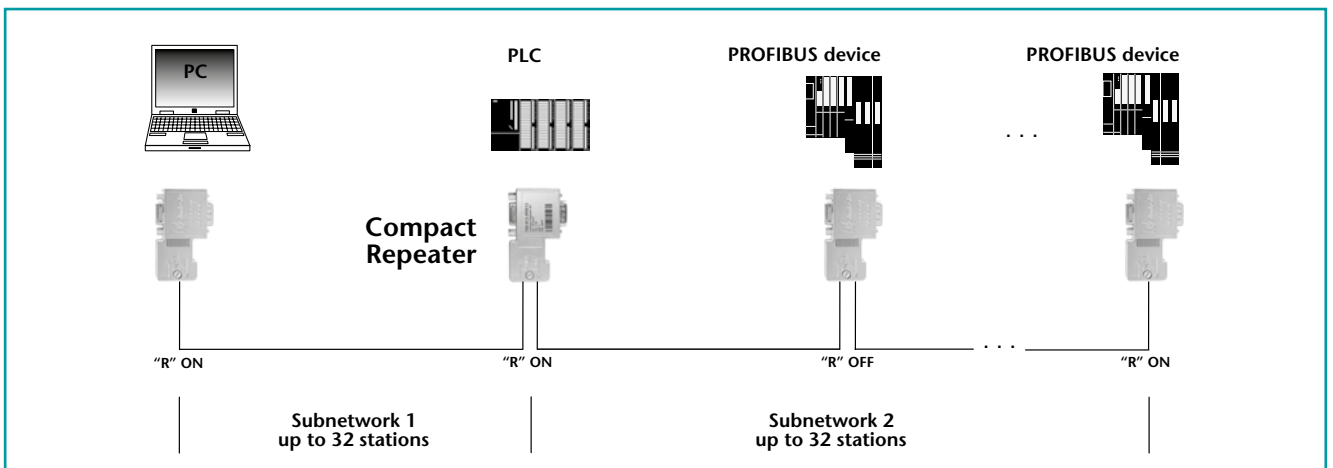 PC
PLC
PROFIBUS device
PROFIBUS device
. . .
Compact
Repeater
. . .
“R” ON
“R” ON
“R” OFF
“R” ON
Subnetwork 1
up to 32 stations
Subnetwork 2
up to 32 stations